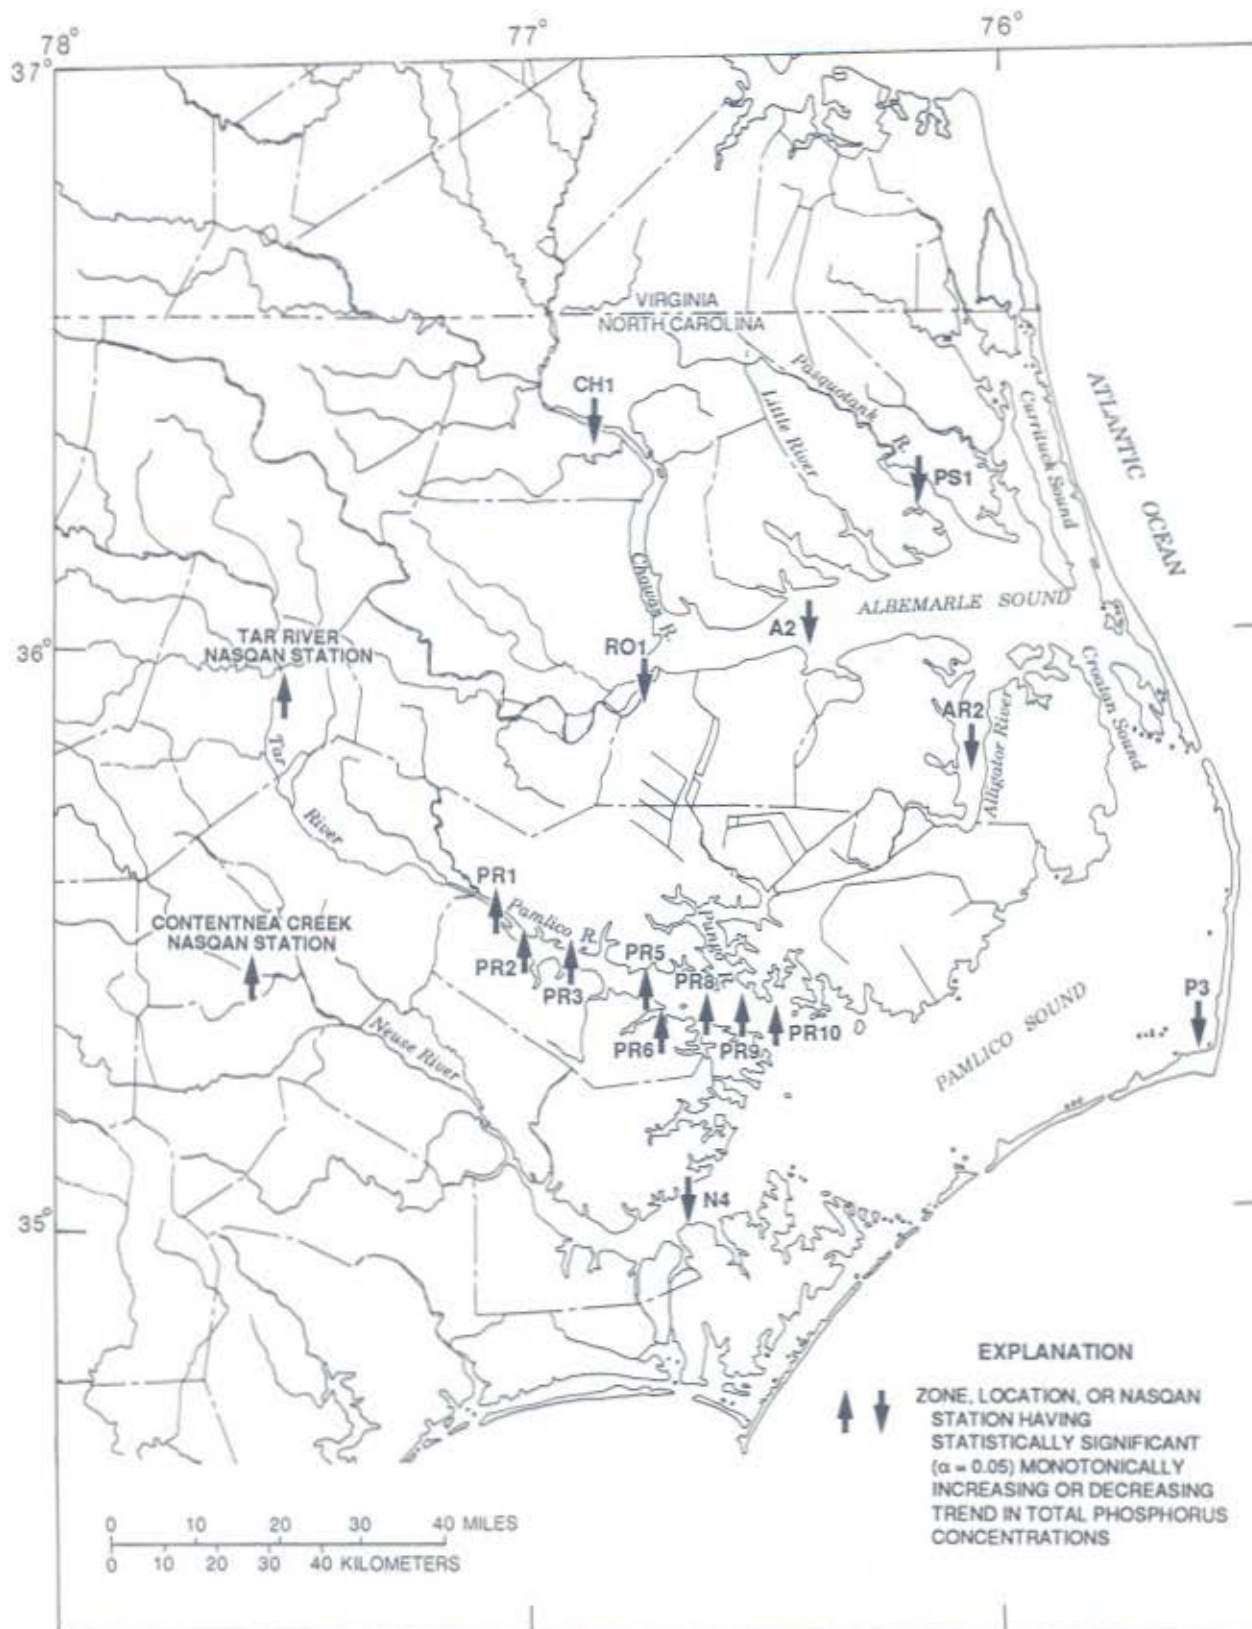 78°
77°
76°
37°
VIRGINIA
NORTH CAROLINA
CH1
Pasquotank
R.
Little River
Currituck Sound
ATLANTIC
OCEAN
PS1
Chowan R.
ALBEMARLE SOUND
A2
36°
TAR RIVER
NASQAN STATION
RO1
Croatan Sound
AR2
Alligator River
Tar
River
PR1
CONTENTNEA CREEK
NASQAN STATION
Pamlico R.
Pungo
PR2
PR3
PR5
PR8
P3
PR6
PR9
PR10
PAMLICO SOUND
Neuse River
N4
35°
EXPLANATION
ZONE, LOCATION, OR NASQAN
STATION HAVING
STATISTICALLY SIGNIFICANT
(α = 0.05) MONOTONICALLY
INCREASING OR DECREASING
TREND IN TOTAL PHOSPHORUS
CONCENTRATIONS
0 10 20 30 40 MILES
0 10 20 30 40 KILOMETERS